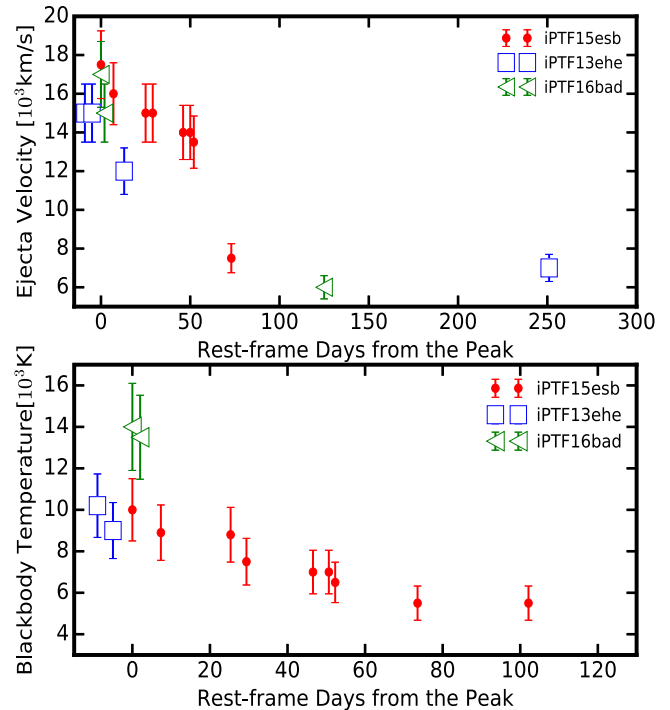 20
18
16
14
12
10
8
6
Ejecta Velocity [10³km/s]
iPTF15esb
iPTF13ehe
iPTF16bad
0 50 100 150 200 250 300
Rest-frame Days from the Peak
16
14
12
10
8
6
4
Blackbody Temperature[10³K]
iPTF15esb
iPTF13ehe
iPTF16bad
0 20 40 60 80 100 120
Rest-frame Days from the Peak